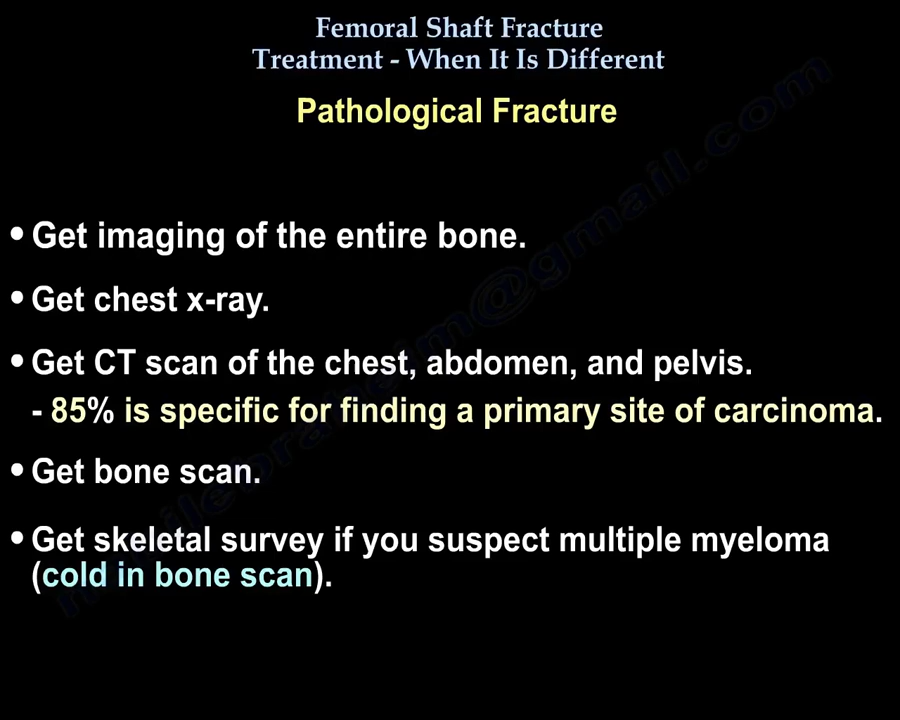 Femoral Shaft Fracture
Treatment - When It Is Different
Pathological Fracture
• Get imaging of the entire bone.
• Get chest x-ray.
• Get CT scan of the chest, abdomen, and pelvis.
- 85% is specific for finding a primary site of carcinoma.
• Get bone scan.
• Get skeletal survey if you suspect multiple myeloma
(cold in bone scan).